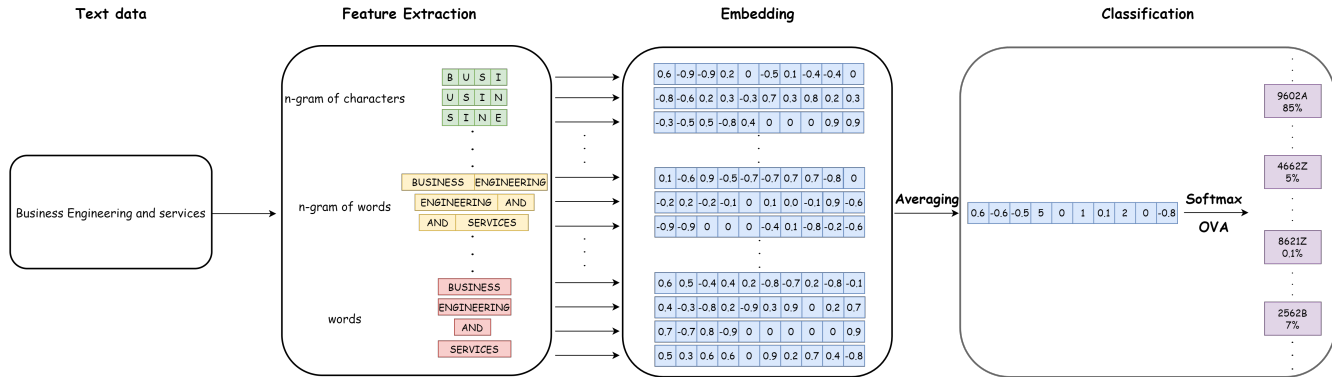 Text data
Feature Extraction
Embedding
Classification
Business Engineering and services
n-gram of characters
B U S I
U S I N
S I N E
n-gram of words
BUSINESS ENGINEERING
ENGINEERING AND
AND SERVICES
words
BUSINESS
ENGINEERING
AND
SERVICES
0.6 -0.9 -0.9 0.2 0 -0.5 0.1 -0.4 -0.4 0
-0.8 -0.6 0.2 0.3 -0.3 0.7 0.3 0.8 0.2 0.3
-0.3 -0.5 0.5 -0.8 0.4 0 0 0 0.9 0.9
0.1 -0.6 0.9 -0.5 -0.7 -0.7 0.7 0.7 -0.8 0
-0.2 0.2 -0.2 -0.1 0 0.1 0.0 -0.1 0.9 -0.6
-0.9 -0.9 0 0 0 -0.4 0.1 -0.8 -0.2 -0.6
0.6 0.5 -0.4 0.4 0.2 -0.8 -0.7 0.2 -0.8 -0.1
0.4 -0.3 -0.8 0.2 -0.9 0.3 0.9 0 0.2 0.7
0.7 -0.7 0.8 -0.9 0 0 0 0 0 0.9
0.5 0.3 0.6 0.6 0 0.9 0.2 0.7 0.4 -0.8
Averaging
0.6 -0.6 -0.5 5 0 1 0.1 2 0 -0.8
Softmax
OVA
9602A
85%
4662Z
5%
8621Z
0,1%
2562B
7%